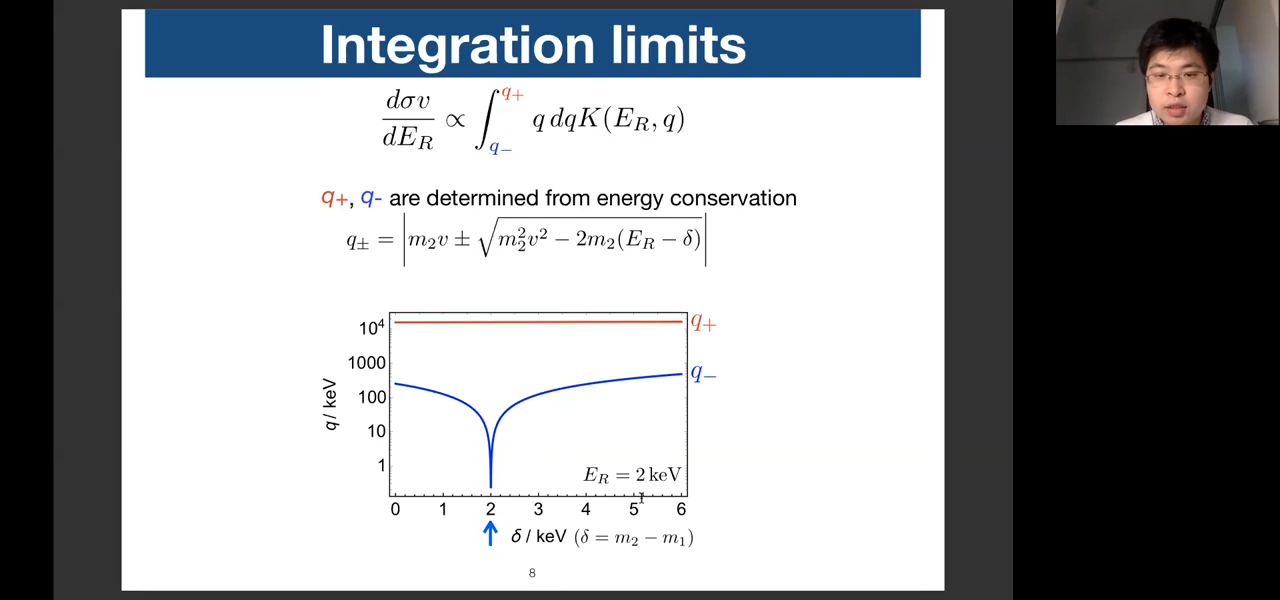 Integration limits
dσv/dE_R ∝ ∫_{q−}^{q+} q dqK(E_R, q)
q+, q- are determined from energy conservation
q± = |m₂v ± √(m₂²v² − 2m₂(E_R − δ))|
10⁴
1000
100
10
1
q / keV
q₊
q₋
E_R = 2 keV
0 1 2 3 4 5 6
δ / keV (δ = m₂ − m₁)
8